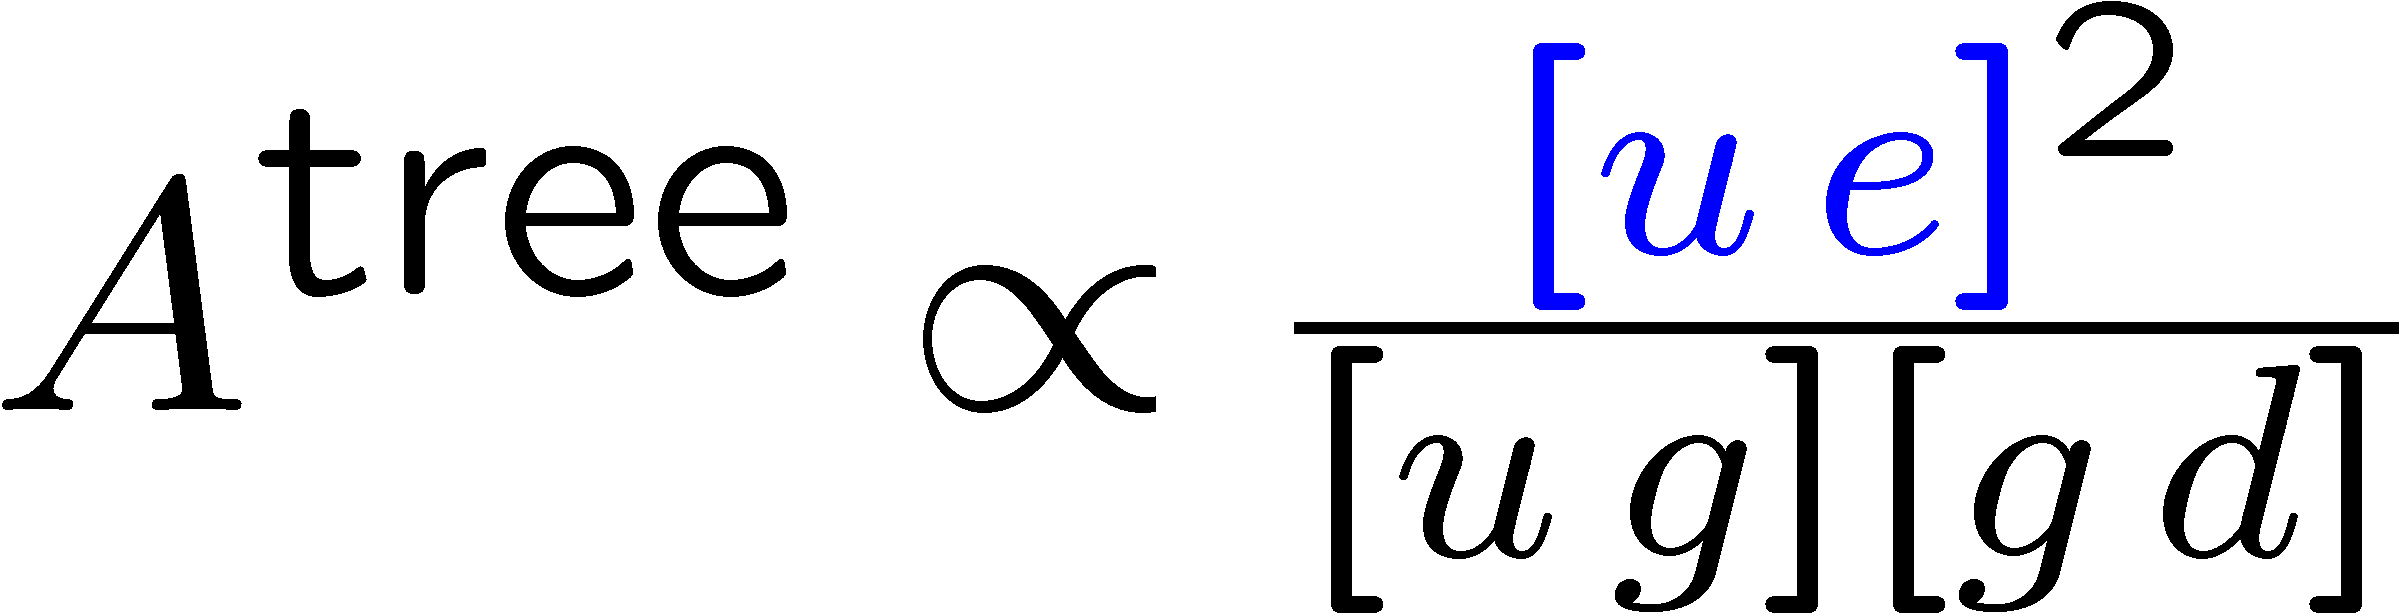 A^tree ∝ [u e]^2 / [u g][g d]